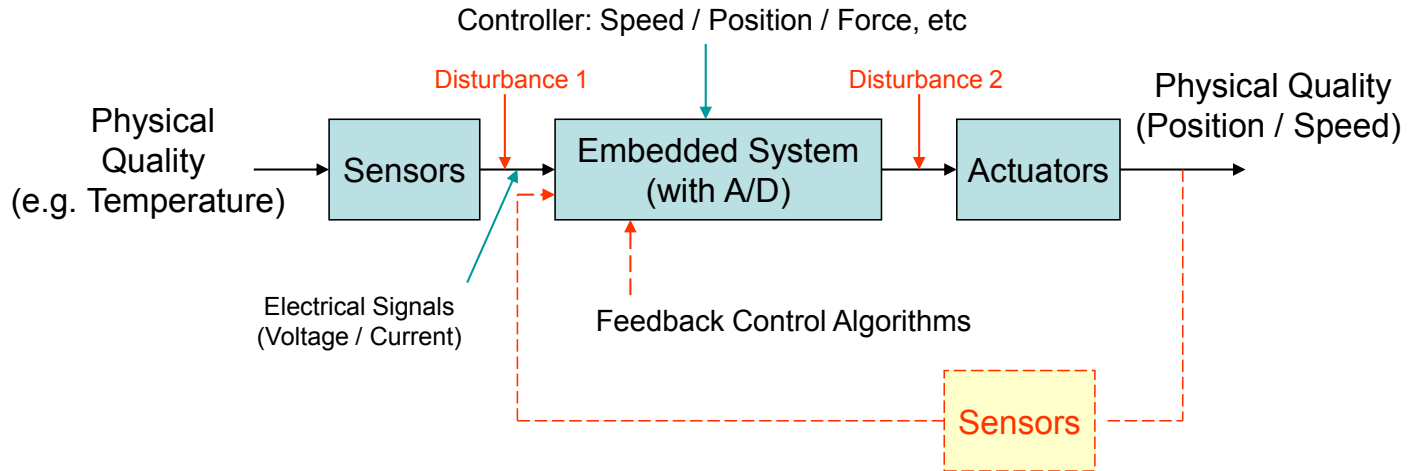 Controller: Speed / Position / Force, etc
Disturbance 1
Disturbance 2
Physical Quality
(Position / Speed)
Physical
Quality
(e.g. Temperature)
Sensors
Embedded System
(with A/D)
Actuators
Electrical Signals
(Voltage / Current)
Feedback Control Algorithms
Sensors